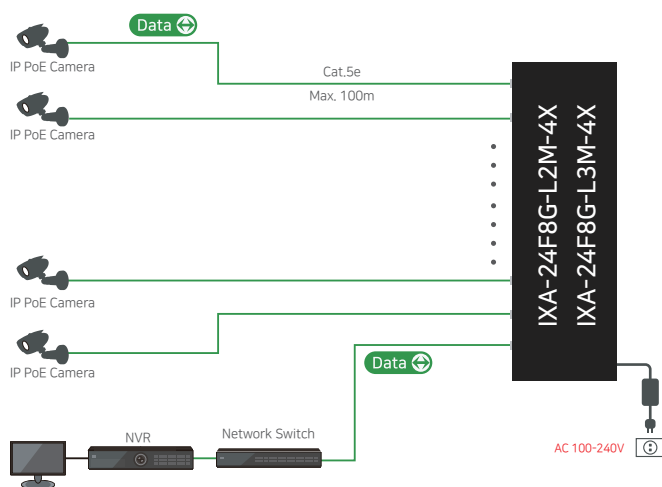 Data
IP PoE Camera
Cat.5e
Max. 100m
IP PoE Camera
IXA-24F8G-L2M-4X
IXA-24F8G-L3M-4X
IP PoE Camera
IP PoE Camera
Data
NVR
Network Switch
AC 100-240V